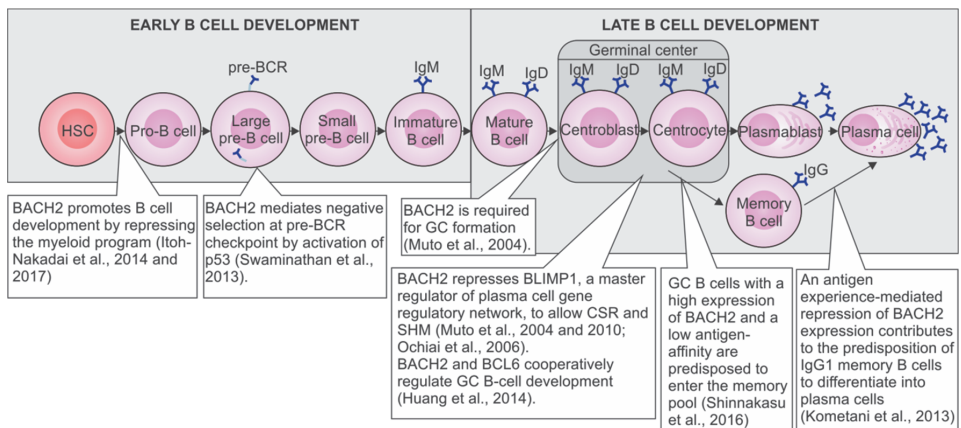 EARLY B CELL DEVELOPMENT
LATE B CELL DEVELOPMENT
Germinal center
pre-BCR
IgM
IgM
IgD
IgM
IgD
IgM
IgD
HSC
Pro-B cell
Large
pre-B cell
Small
pre-B cell
Immature
B cell
Mature
B cell
Centroblast
Centrocyte
Plasmablast
Plasma cell
IgG
Memory
B cell
BACH2 promotes B cell
development by repressing
the myeloid program (Itoh-
Nakadai et al., 2014 and
2017)
BACH2 mediates negative
selection at pre-BCR
checkpoint by activation of
p53 (Swaminathan et al.,
2013).
BACH2 is required
for GC formation
(Muto et al., 2004).
BACH2 represses BLIMP1, a master
regulator of plasma cell gene
regulatory network, to allow CSR and
SHM (Muto et al., 2004 and 2010;
Ochiai et al., 2006).
BACH2 and BCL6 cooperatively
regulate GC B-cell development
(Huang et al., 2014).
GC B cells with a
high expression
of BACH2 and a
low antigen-
affinity are
predisposed to
enter the memory
pool (Shinnakasu
et al., 2016)
An antigen
experience-mediated
repression of BACH2
expression contributes
to the predisposition of
IgG1 memory B cells
to differentiate into
plasma cells
(Kometani et al., 2013)